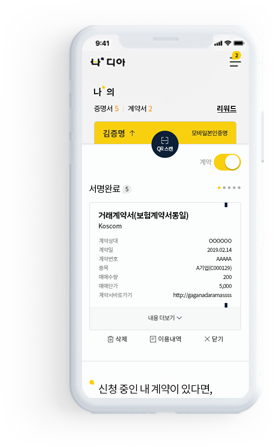 9:41
나디아
2
나의
증명서 5 계약서 2 리워드
김증명 ↑ 모바일본인증명
QR스캔
계약
서명완료 5
거래계약서(보험계약서동일)
Koscom
계약상대 OOOOOO
계약일 2019.02.14
계약번호 AAAAA
종목 A기업(C000129)
매매수량 200
매매단가 5,000
계약서바로가기 http://gaganadaramassss
내용 더보기
삭제 이용내역 닫기
신청 중인 내 계약이 있다면,